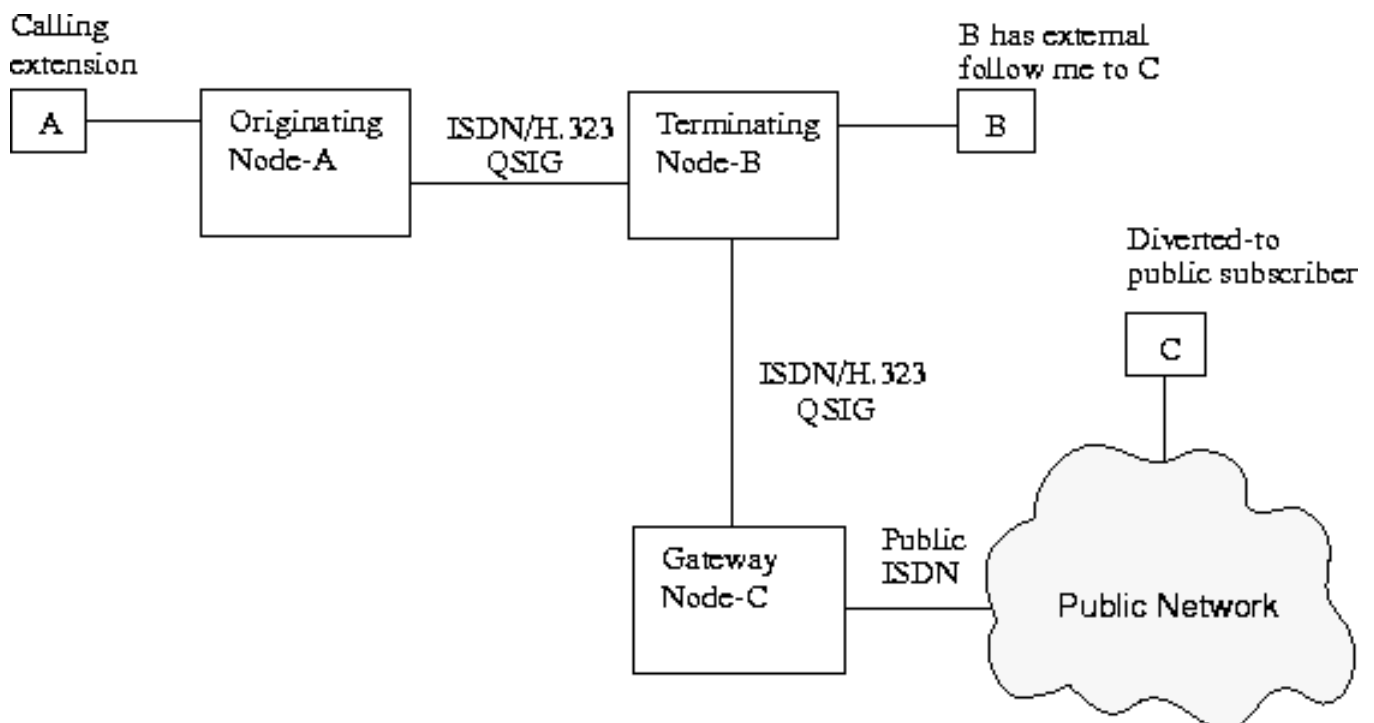 Calling
extension
A
Originating
Node-A
ISDN/H.323
QSIG
Terminating
Node-B
B has external
follow me to C
B
Diverted-to
public subscriber
C
ISDN/H.323
QSIG
Gateway
Node-C
Public
ISDN
Public Network